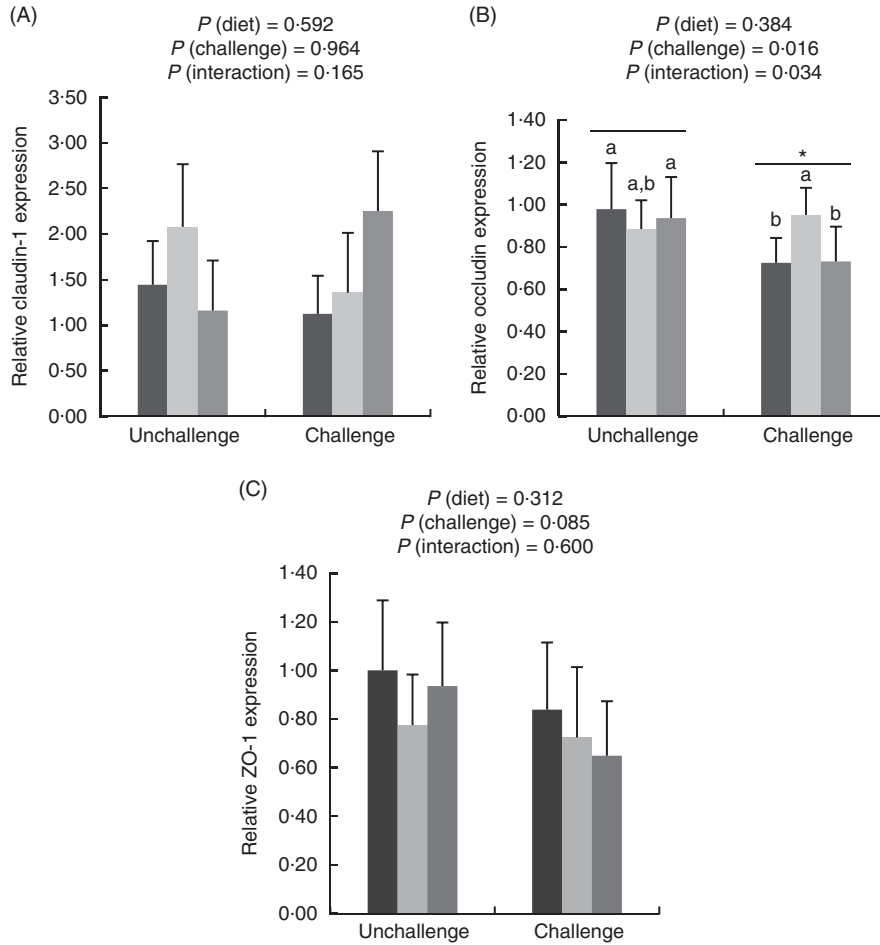 (A)
P (diet) = 0·592
P (challenge) = 0·964
P (interaction) = 0·165
Relative claudin-1 expression
3·50
3·00
2·50
2·00
1·50
1·00
0·50
0·00
Unchallenge
Challenge
(B)
P (diet) = 0·384
P (challenge) = 0·016
P (interaction) = 0·034
Relative occludin expression
1·40
1·20
1·00
0·80
0·60
0·40
0·20
0·00
a
a,b
a
*
b
a
b
Unchallenge
Challenge
(C)
P (diet) = 0·312
P (challenge) = 0·085
P (interaction) = 0·600
Relative ZO-1 expression
1·40
1·20
1·00
0·80
0·60
0·40
0·20
0·00
Unchallenge
Challenge